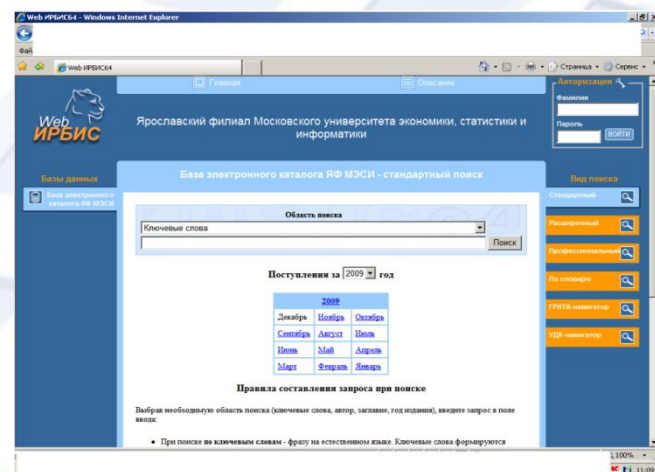 Web ИРБИС64 - Windows Internet Explorer
Фай
Web ИРБИС64
Страница
Сервис
Главная
Описание
Авторизация
Фамилия
Пароль
ВОЙТИ
Web
ИРБИС
Ярославский филиал Московского университета экономики, статистики и
информатики
Базы данных
База электронного
каталога ЯФ МЭСИ
База электронного каталога ЯФ МЭСИ - стандартный поиск
Вид поиска
Стандартный
Расширенный
Профессиональный
По словарю
ГРНТИ-навигатор
УДК-навигатор
Область поиска
Ключевые слова
Поиск
Поступления за 2009 год
2009
Декабрь Ноябрь Октябрь
Сентябрь Август Июль
Июнь Май Апрель
Март Февраль Январь
Правила составления запроса при поиске
Выбрав необходимую область поиска (ключевые слова, автор, заглавие, год издания), введите запрос в поле
ввода:
• При поиске по ключевым словам - фразу на естественном языке. Ключевые слова формируются
100%
11:09